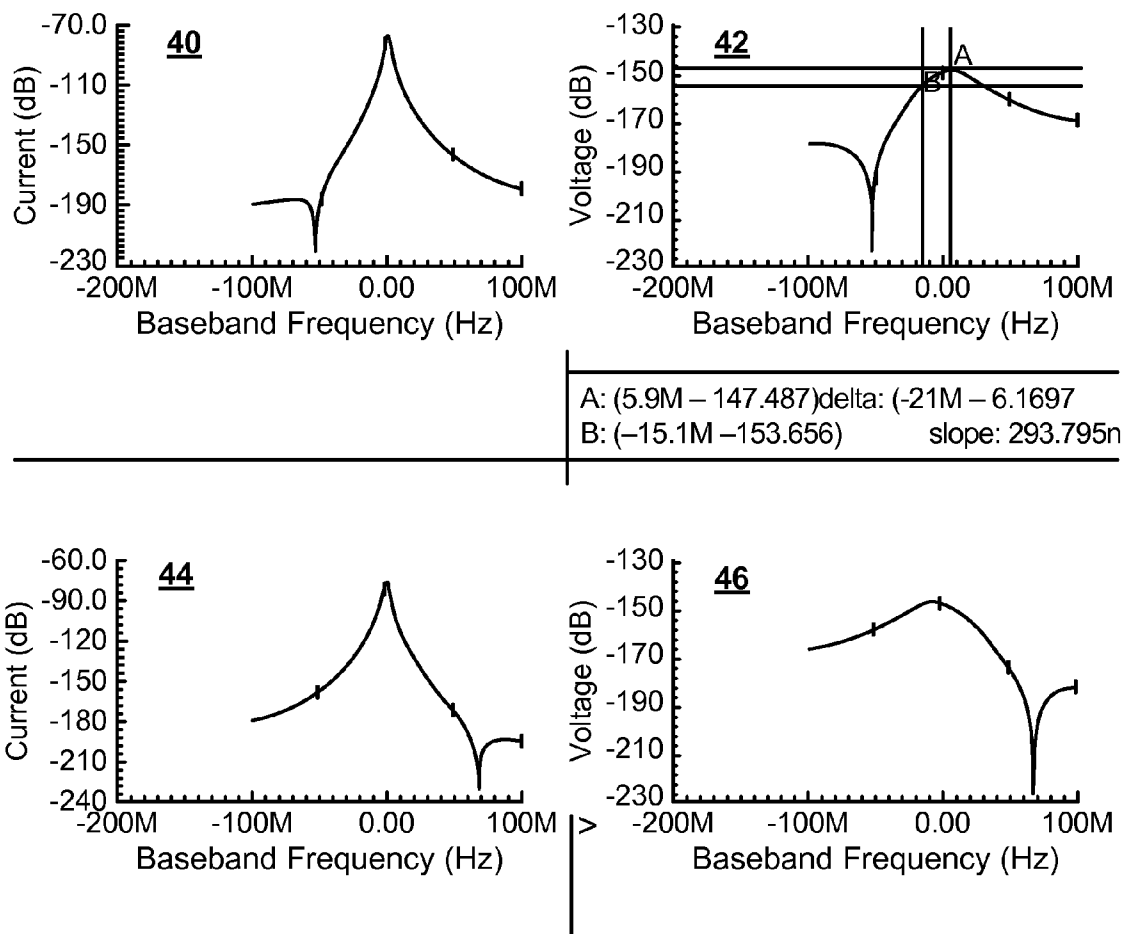 40
Current (dB)
-70.0
-110
-150
-190
-230
-200M -100M 0.00 100M
Baseband Frequency (Hz)
42
Voltage (dB)
-130
-150
-170
-190
-210
-230
A
B
-200M -100M 0.00 100M
Baseband Frequency (Hz)
A: (5.9M – 147.487)delta: (-21M – 6.1697
B: (–15.1M –153.656) slope: 293.795n
44
Current (dB)
-60.0
-90.0
-120
-150
-180
-210
-240
-200M -100M 0.00 100M
Baseband Frequency (Hz)
46
Voltage (dB)
-130
-150
-170
-190
-210
-230
>
-200M -100M 0.00 100M
Baseband Frequency (Hz)